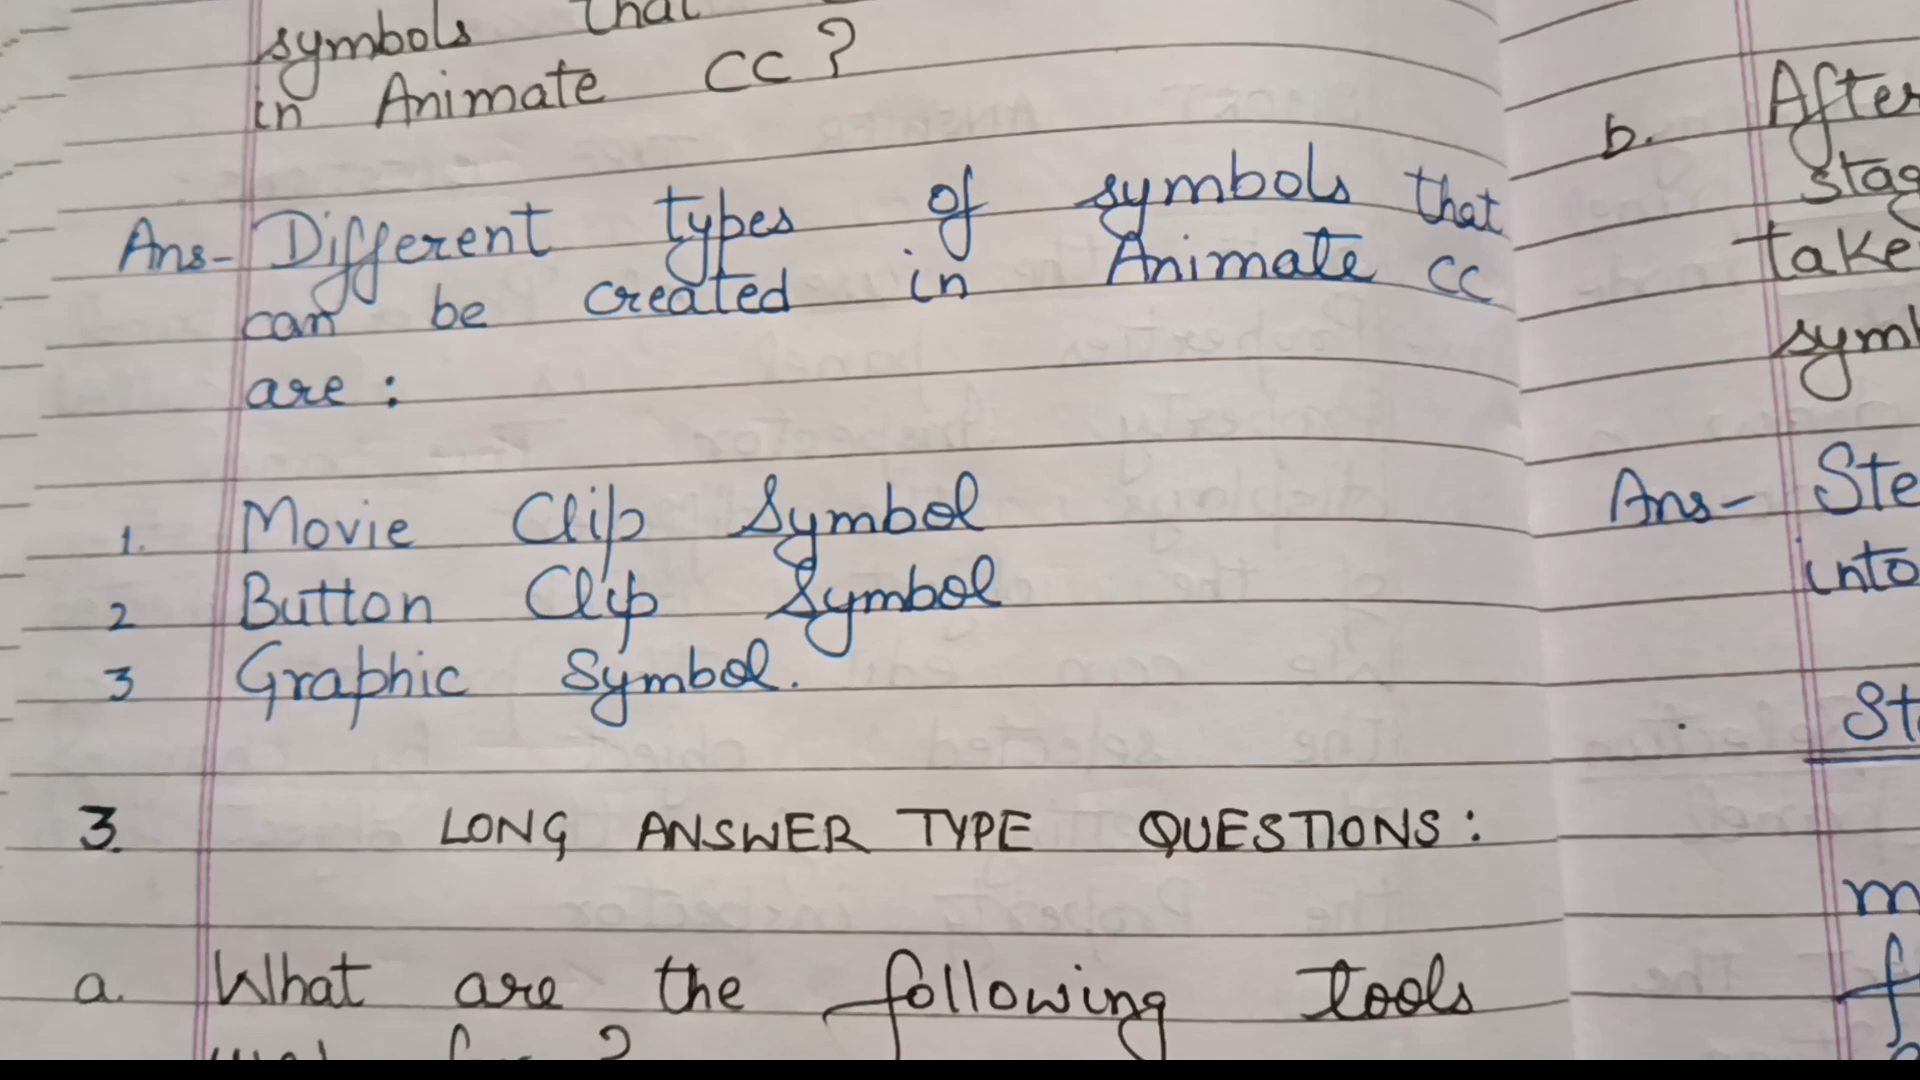 symbols that
in Animate CC ?
Ans- Different types of symbols that
can be created in Animate CC
are :
1. Movie Clip Symbol
2 Button Clip Symbol
3 Graphic Symbol.
3. LONG ANSWER TYPE QUESTIONS :
a. What are the following tools
b. After
take
Ans-
into